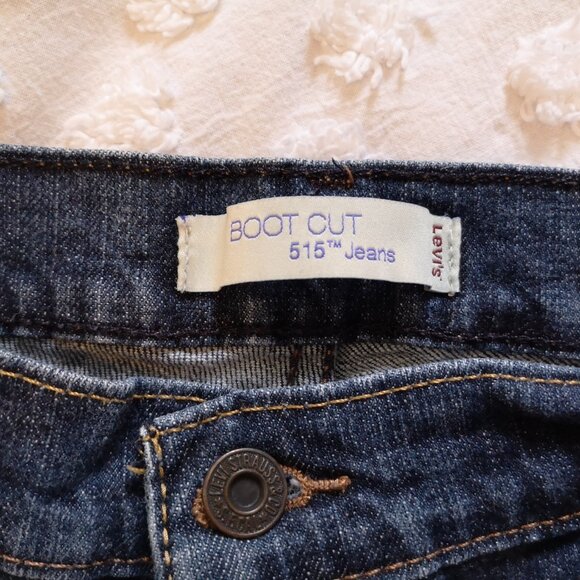 BOOT CUT
515™ Jeans
Levi's
LEVI STRAUSS & CO